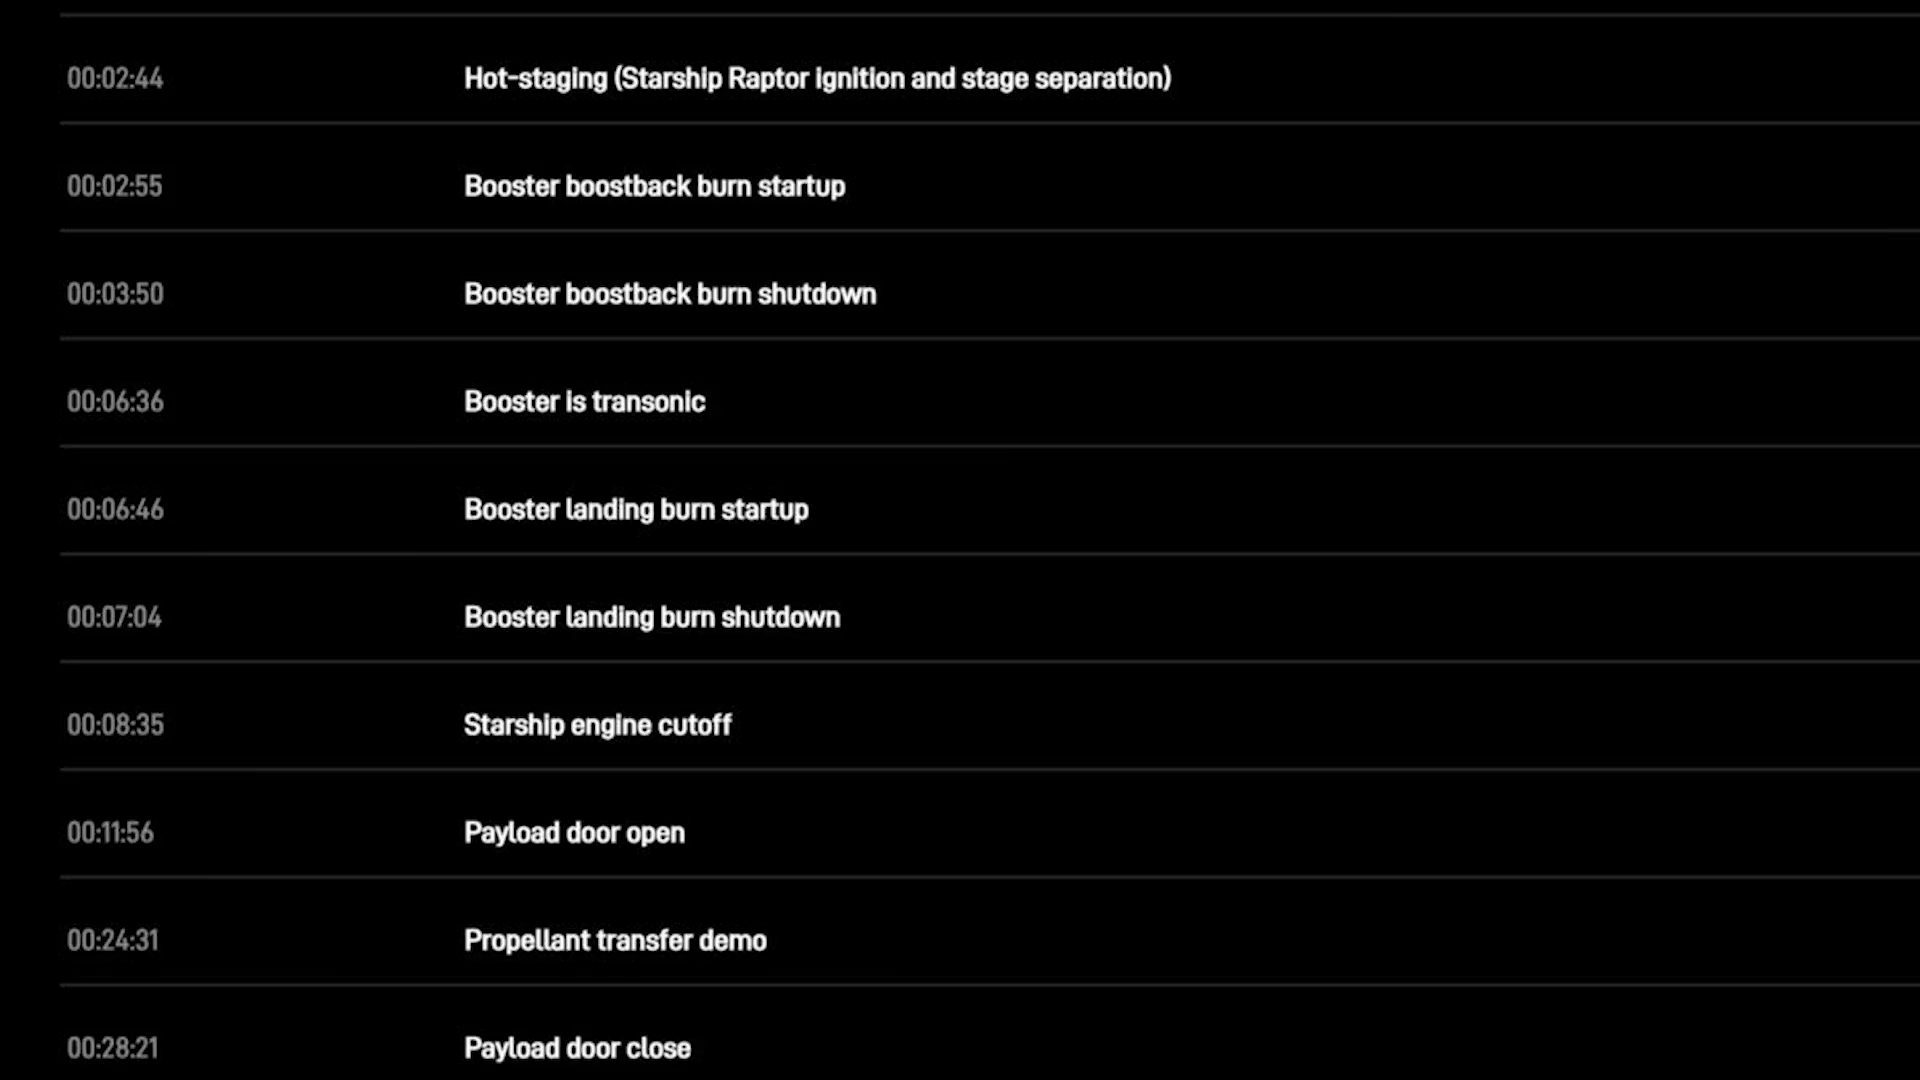 00:02:44 Hot-staging (Starship Raptor ignition and stage separation)
00:02:55 Booster boostback burn startup
00:03:50 Booster boostback burn shutdown
00:06:36 Booster is transonic
00:06:46 Booster landing burn startup
00:07:04 Booster landing burn shutdown
00:08:35 Starship engine cutoff
00:11:56 Payload door open
00:24:31 Propellant transfer demo
00:28:21 Payload door close